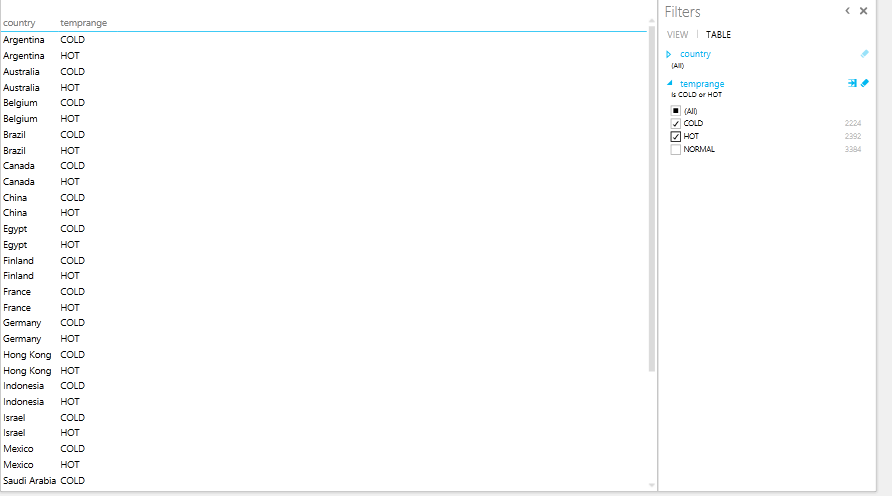 country temprange
Argentina COLD
Argentina HOT
Australia COLD
Australia HOT
Belgium COLD
Belgium HOT
Brazil COLD
Brazil HOT
Canada COLD
Canada HOT
China COLD
China HOT
Egypt COLD
Egypt HOT
Finland COLD
Finland HOT
France COLD
France HOT
Germany COLD
Germany HOT
Hong Kong COLD
Hong Kong HOT
Indonesia COLD
Indonesia HOT
Israel COLD
Israel HOT
Mexico COLD
Mexico HOT
Saudi Arabia COLD
Filters
VIEW | TABLE
country
(All)
temprange
is COLD or HOT
(All)
COLD 2224
HOT 2392
NORMAL 3384